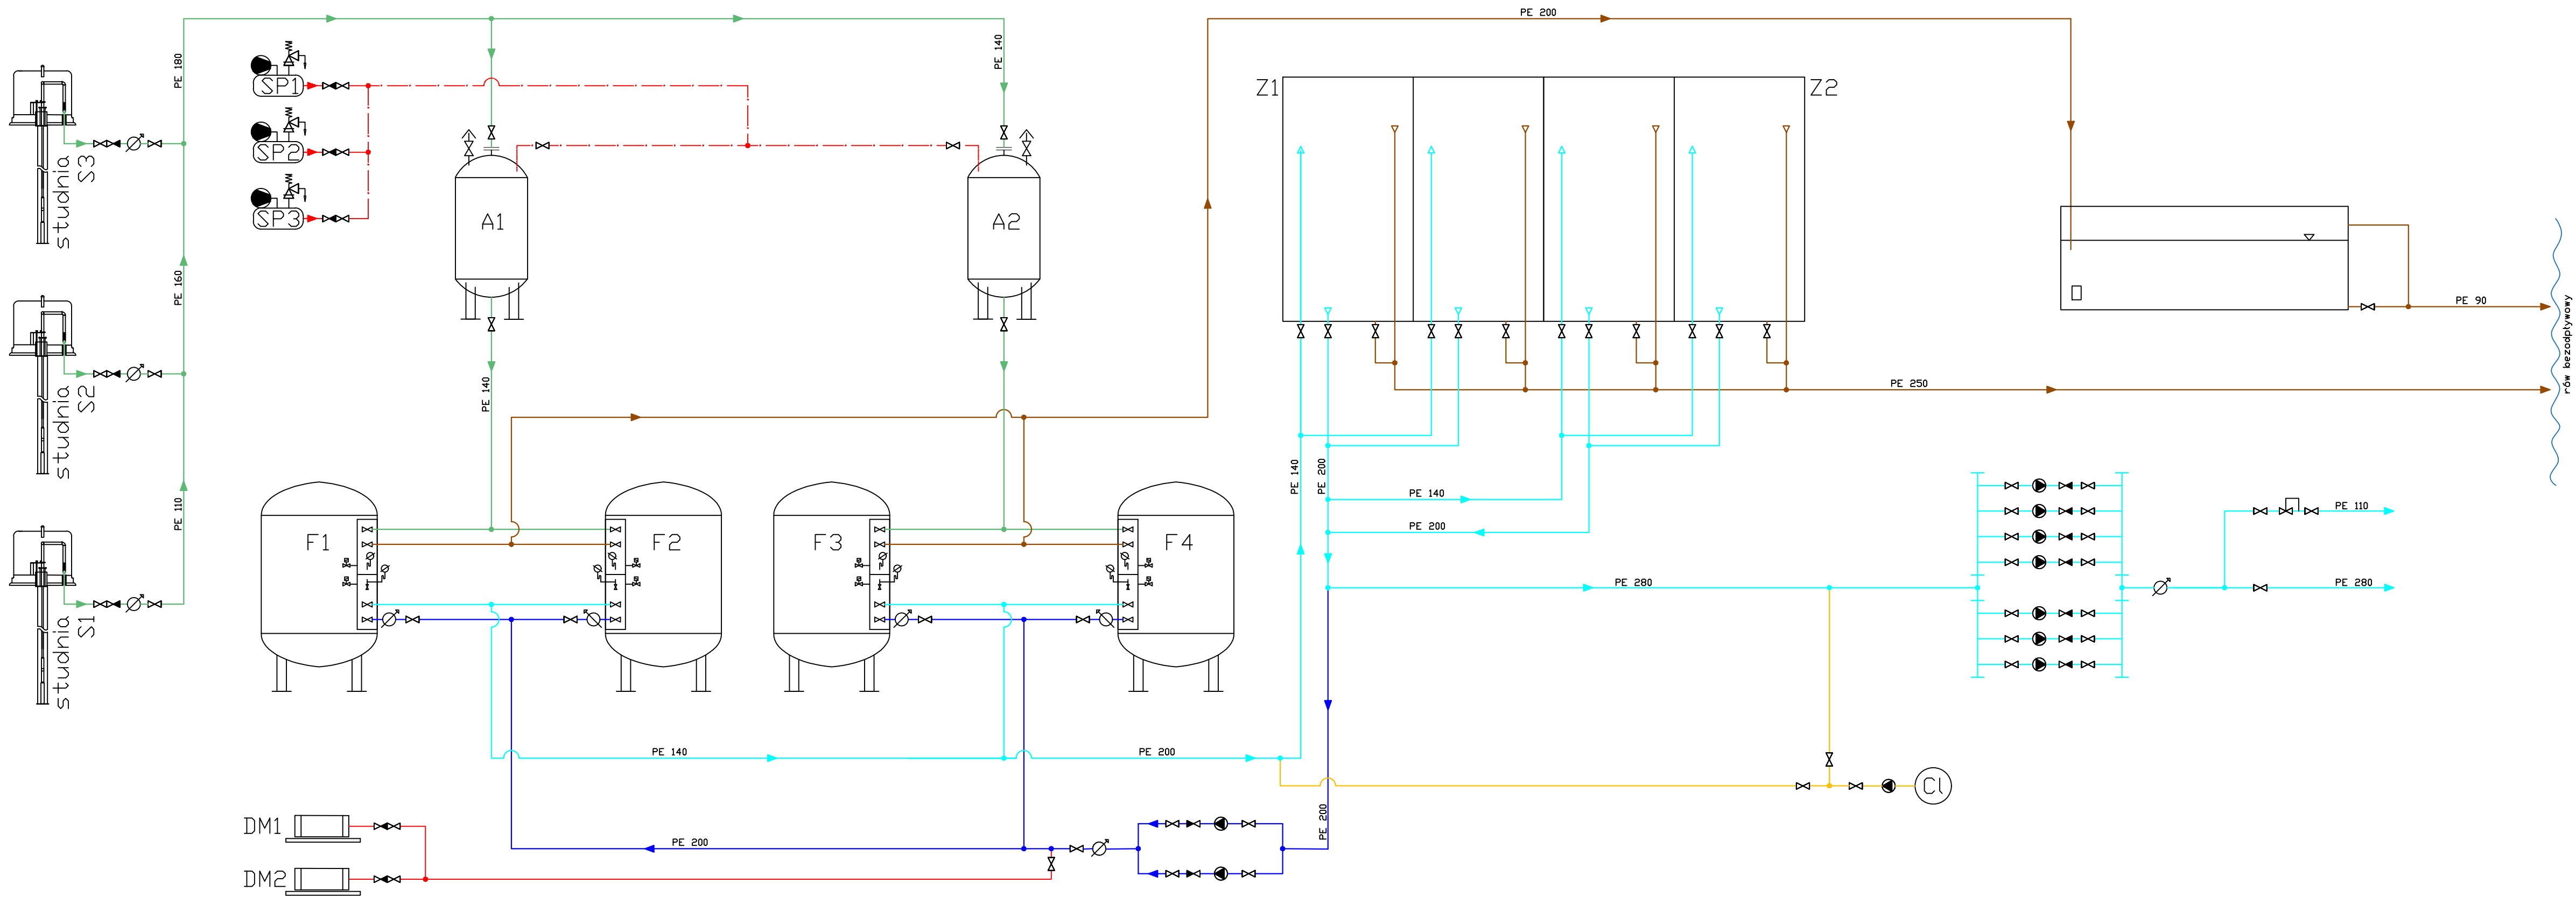 PE 200
PE 180
PE 140
SP1
SP2
SP3
studnia
S3
Z1
Z2
A1
A2
PE 160
studnia
S2
PE 90
rów bezodpływowy
PE 140
PE 250
PE 110
PE 140
PE 200
PE 140
PE 200
F1
F2
F3
F4
PE 110
PE 280
PE 280
studnia
S1
PE 140
PE 200
Cl
DM1
PE 200
PE 200
DM2